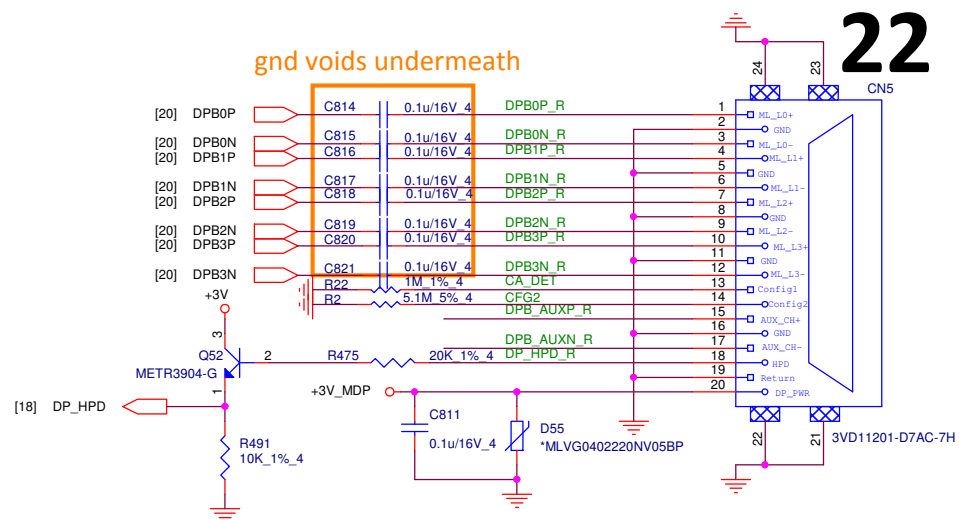 22
gnd voids undermeath
24
23
CN5
[20] DPB0P C814 0.1u/16V_4 DPB0P_R 1 ML_L0+
2 GND
[20] DPB0N C815 0.1u/16V_4 DPB0N_R 3 ML_L0-
[20] DPB1P C816 0.1u/16V_4 DPB1P_R 4 ML_L1+
5 GND
[20] DPB1N C817 0.1u/16V_4 DPB1N_R 6 ML_L1-
[20] DPB2P C818 0.1u/16V_4 DPB2P_R 7 ML_L2+
8 GND
[20] DPB2N C819 0.1u/16V_4 DPB2N_R 9 ML_L2-
[20] DPB3P C820 0.1u/16V_4 DPB3P_R 10 ML_L3+
11 GND
[20] DPB3N C821 0.1u/16V_4 DPB3N_R 12 ML_L3-
R22 1M_1%_4 CA_DET 13 Config1
R2 5.1M_5%_4 CFG2 14 Config2
DPB_AUXP_R 15 AUX_CH+
16 GND
DPB_AUXN_R 17 AUX_CH-
+3V
3
Q52 2 R475 20K_1%_4 DP_HPD_R 18 HPD
METR3904-G
19 Return
1
+3V_MDP 20 DP_PWR
[18] DP_HPD
C811
0.1u/16V_4
D55
*MLVG0402220NV05BP
R491
10K_1%_4
22
21
3VD11201-D7AC-7H